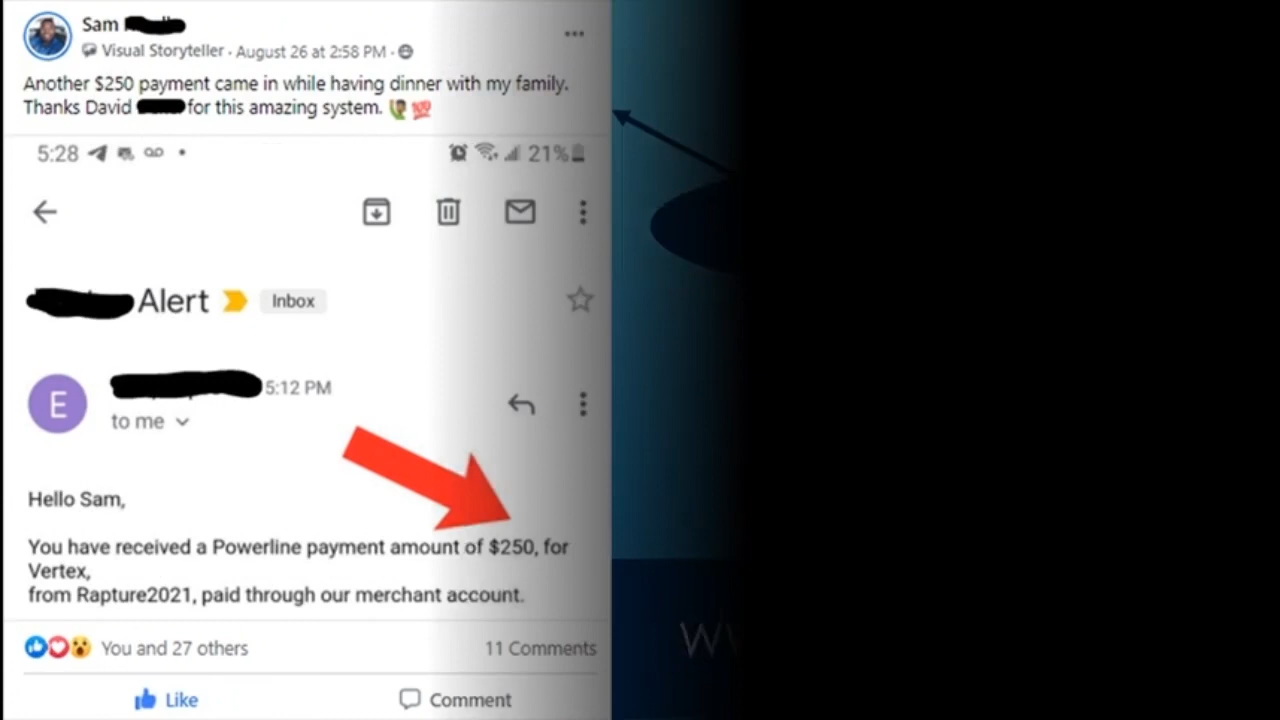 Sam
Visual Storyteller · August 26 at 2:58 PM ·
Another $250 payment came in while having dinner with my family.
Thanks David for this amazing system. 🙋🏾‍♂️💯
5:28 21%
Alert Inbox
E
5:12 PM
to me
Hello Sam,
You have received a Powerline payment amount of $250, for
Vertex,
from Rapture2021, paid through our merchant account.
You and 27 others 11 Comments
Like Comment